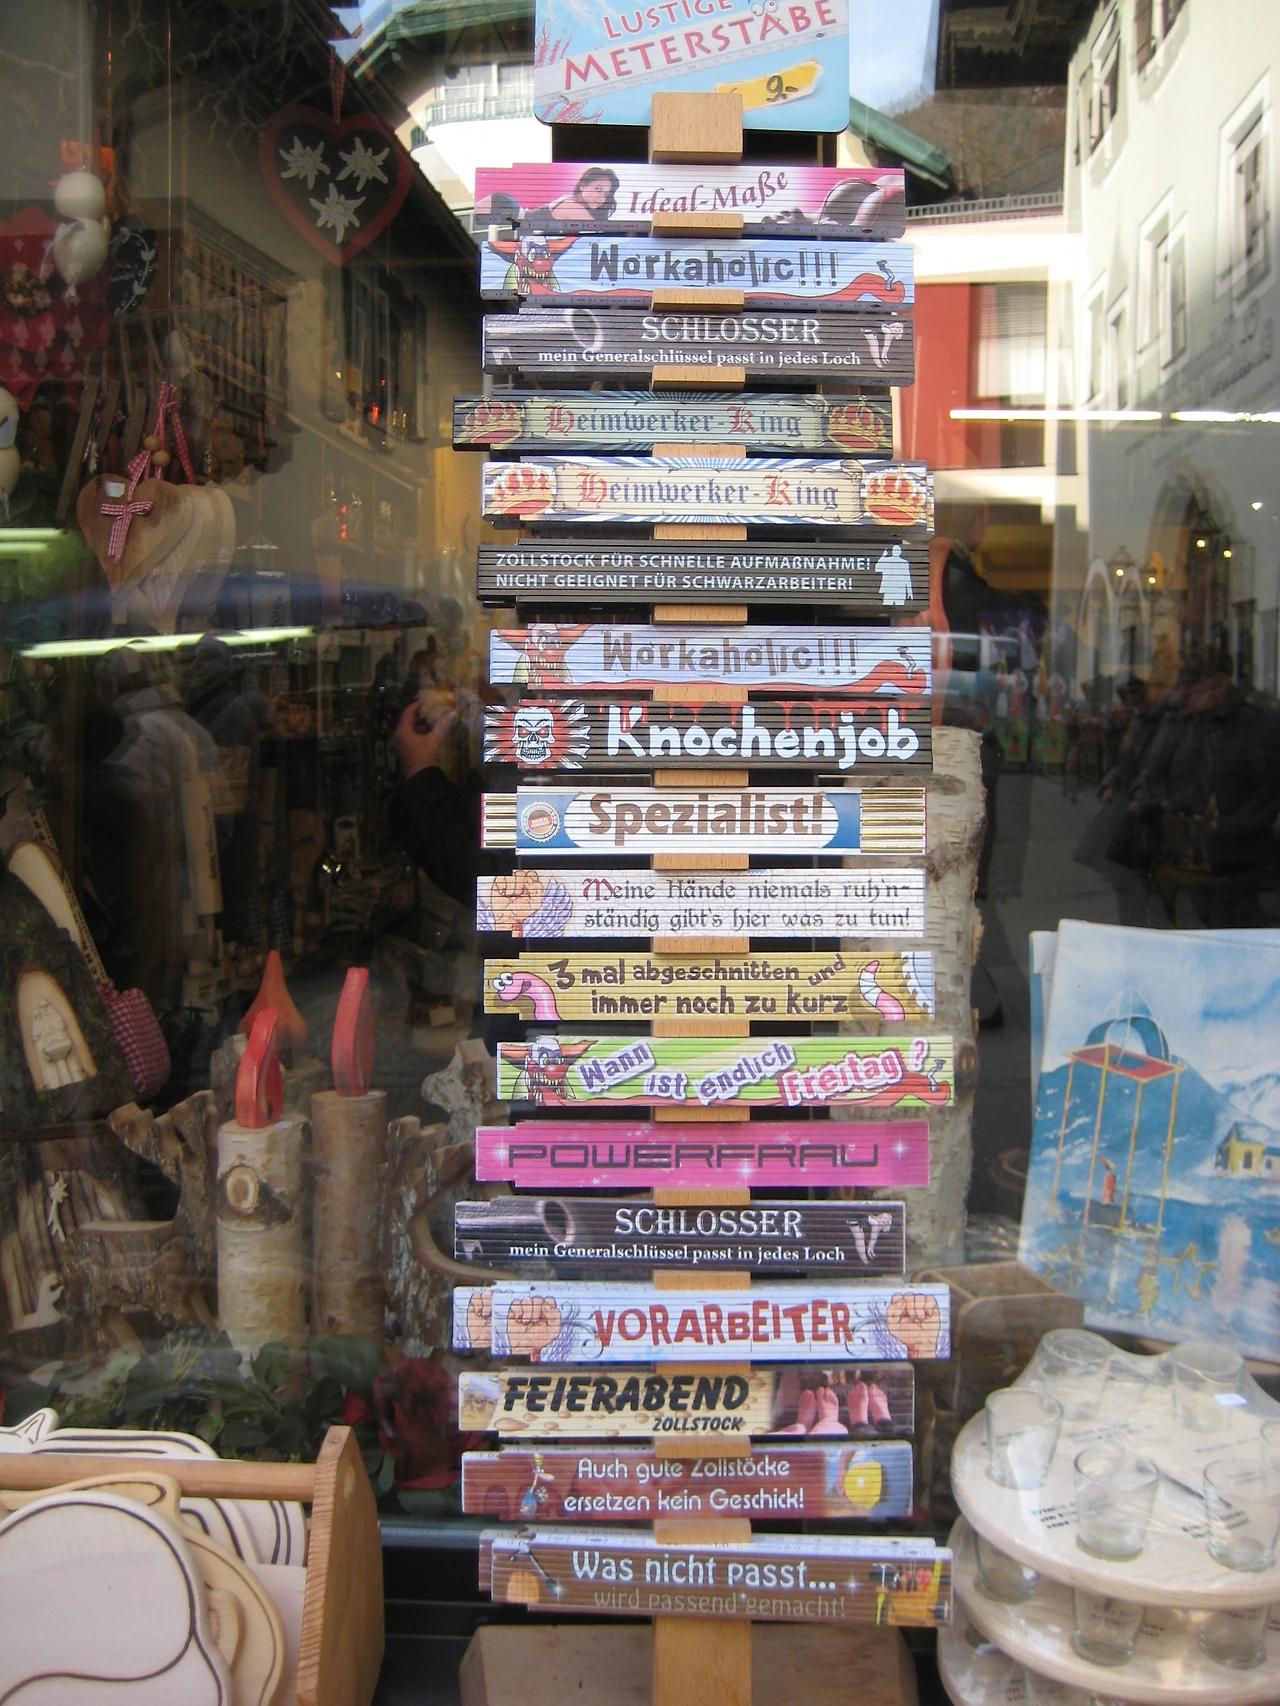 LUSTIGE
METERSTÄBE
9.-
Ideal-Maße
Workaholic!!!
SCHLOSSER
mein Generalschlüssel passt in jedes Loch
Heimwerker-King
Heimwerker-King
ZOLLSTOCK FÜR SCHNELLE AUFMAßNAHME!
NICHT GEEIGNET FÜR SCHWARZARBEITER!
Workaholic!!!
Knochenjob
Spezialist!
Meine Hände niemals ruh'n-
ständig gibt's hier was zu tun!
3 mal abgeschnitten und
immer noch zu kurz
Wann ist endlich Freitag?
POWERFRAU
SCHLOSSER
mein Generalschlüssel passt in jedes Loch
VORARBEITER
FEIERABEND
ZOLLSTOCK
Auch gute Zollstöcke
ersetzen kein Geschick!
Was nicht passt...
wird passend gemacht!